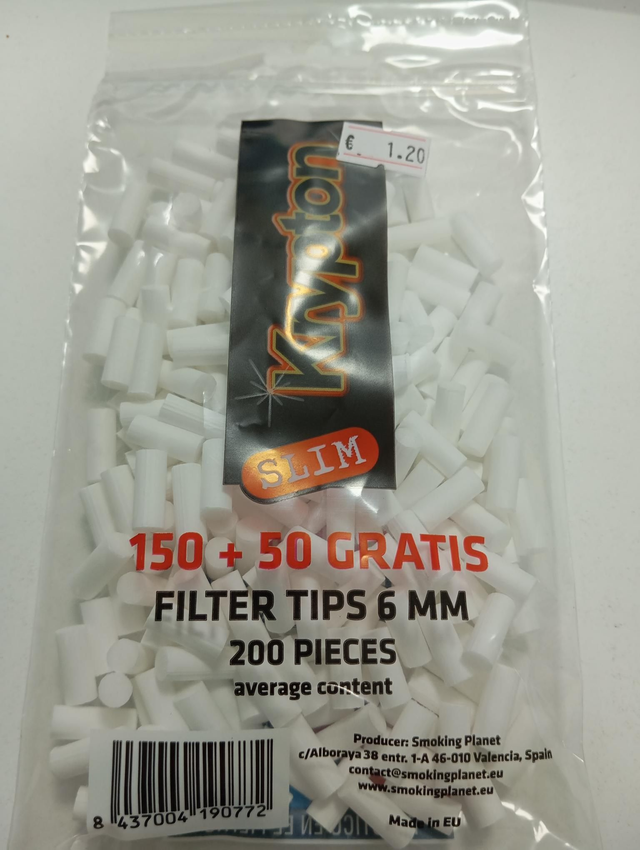 € 1.20
Krypton
SLIM
150 + 50 GRATIS
FILTER TIPS 6 MM
200 PIECES
average content
Producer: Smoking Planet
c/Alboraya 38 entr. 1-A 46-010 Valencia, Spain
contact@smokingplanet.eu
www.smokingplanet.eu
Made in EU
8 437004 190772